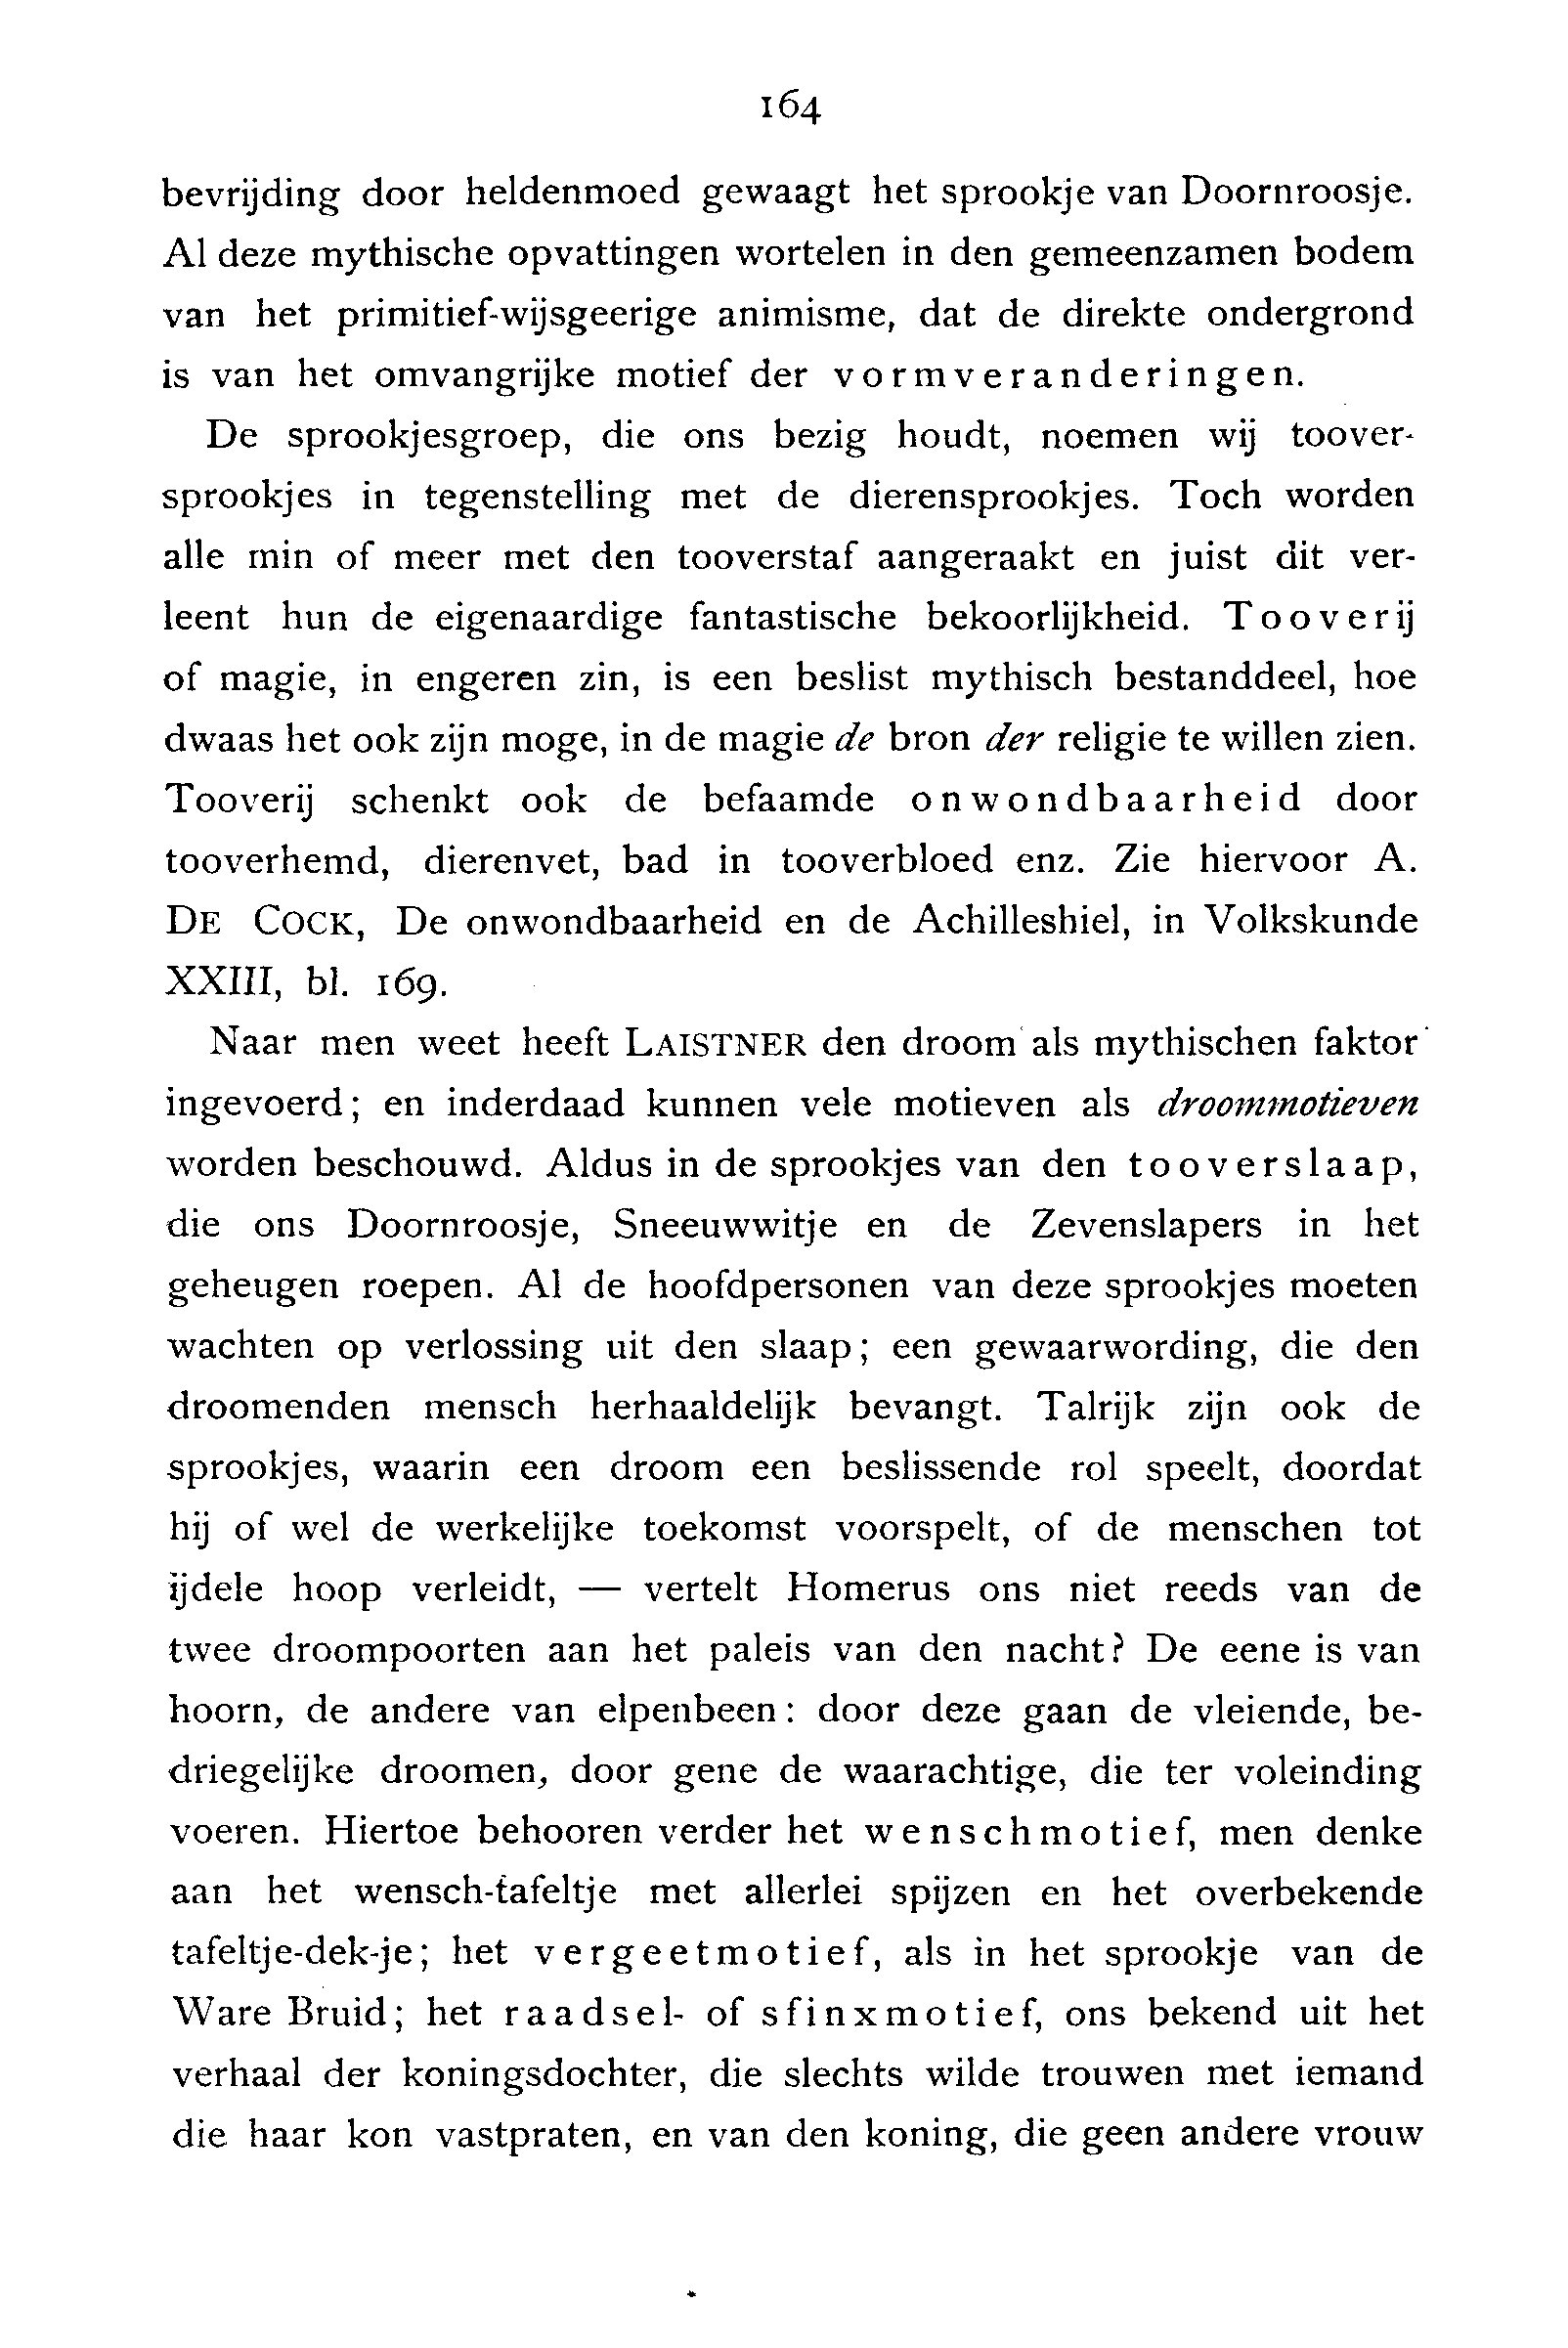 164
bevrijding door heldenmoed gewaagt het sprookje van Doornroosje.
Al deze mythische opvattingen wortelen in den gemeenzamen bodem
van het primitief-wijsgeerige animisme, dat de direkte ondergrond
is van het omvangrijke motief der vormveranderingen.
De sprookjesgroep, die ons bezig houdt, noemen wij toover-
sprookjes in tegenstelling met de dierensprookjes. Toch worden
alle min of meer met den tooverstaf aangeraakt en juist dit ver-
leent hun de eigenaardige fantastische bekoorlijkheid. Tooverij
of magie, in engeren zin, is een beslist mythisch bestanddeel, hoe
dwaas het ook zijn moge, in de magie de bron der religie te willen zien.
Tooverij schenkt ook de befaamde onwondbaarheid door
tooverhemd, dierenvet, bad in tooverbloed enz. Zie hiervoor A.
DE COCK, De onwondbaarheid en de Achilleshiel, in Volkskunde
XXIII, bl. 169.
Naar men weet heeft LAISTNER den droom als mythischen faktor
ingevoerd; en inderdaad kunnen vele motieven als droommotieven
worden beschouwd. Aldus in de sprookjes van den tooverslaap,
die ons Doornroosje, Sneeuwwitje en de Zevenslapers in het
geheugen roepen. Al de hoofdpersonen van deze sprookjes moeten
wachten op verlossing uit den slaap; een gewaarwording, die den
droomenden mensch herhaaldelijk bevangt. Talrijk zijn ook de
sprookjes, waarin een droom een beslissende rol speelt, doordat
hij of wel de werkelijke toekomst voorspelt, of de menschen tot
ijdele hoop verleidt, — vertelt Homerus ons niet reeds van de
twee droompoorten aan het paleis van den nacht? De eene is van
hoorn, de andere van elpenbeen: door deze gaan de vleiende, be-
driegelijke droomen, door gene de waarachtige, die ter voleinding
voeren. Hiertoe behooren verder het wenschmotief, men denke
aan het wensch-tafeltje met allerlei spijzen en het overbekende
tafeltje-dek-je; het vergeetmotief, als in het sprookje van de
Ware Bruid; het raadsel- of sfinxmotief, ons bekend uit het
verhaal der koningsdochter, die slechts wilde trouwen met iemand
die haar kon vastpraten, en van den koning, die geen andere vrouw